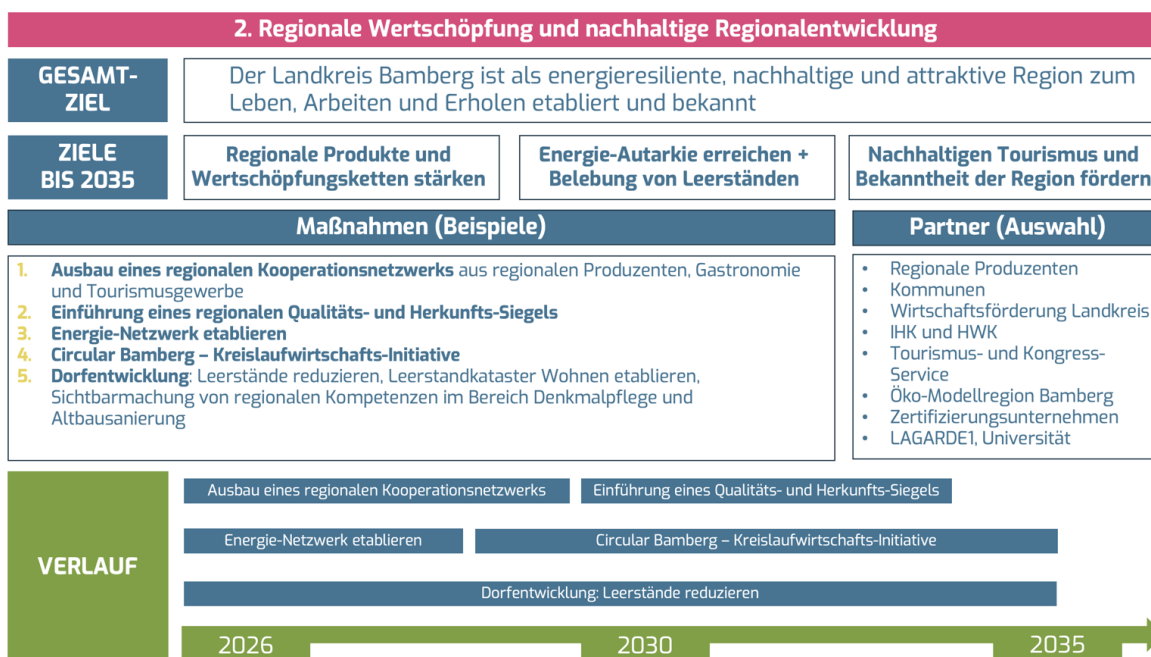 2. Regionale Wertschöpfung und nachhaltige Regionalentwicklung
GESAMT-
ZIEL
Der Landkreis Bamberg ist als energieresiliente, nachhaltige und attraktive Region zum
Leben, Arbeiten und Erholen etabliert und bekannt
ZIELE
BIS 2035
Regionale Produkte und
Wertschöpfungsketten stärken
Energie-Autarkie erreichen +
Belebung von Leerständen
Nachhaltigen Tourismus und
Bekanntheit der Region fördern
Maßnahmen (Beispiele)
1. Ausbau eines regionalen Kooperationsnetzwerks aus regionalen Produzenten, Gastronomie
und Tourismusgewerbe
2. Einführung eines regionalen Qualitäts- und Herkunfts-Siegels
3. Energie-Netzwerk etablieren
4. Circular Bamberg – Kreislaufwirtschafts-Initiative
5. Dorfentwicklung: Leerstände reduzieren, Leerstandkataster Wohnen etablieren,
Sichtbarmachung von regionalen Kompetenzen im Bereich Denkmalpflege und
Altbausanierung
Partner (Auswahl)
• Regionale Produzenten
• Kommunen
• Wirtschaftsförderung Landkreis
• IHK und HWK
• Tourismus- und Kongress-
Service
• Öko-Modellregion Bamberg
• Zertifizierungsunternehmen
• LAGARDE1, Universität
VERLAUF
Ausbau eines regionalen Kooperationsnetzwerks
Einführung eines Qualitäts- und Herkunfts-Siegels
Energie-Netzwerk etablieren
Circular Bamberg – Kreislaufwirtschafts-Initiative
Dorfentwicklung: Leerstände reduzieren
2026
2030
2035